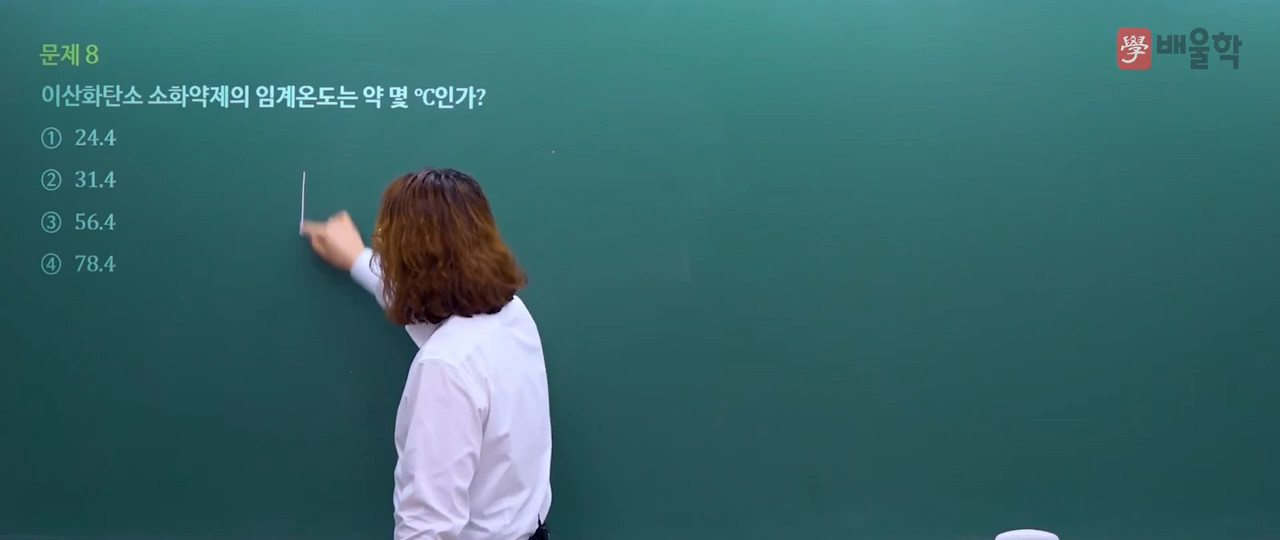 문제 8
이산화탄소 소화약제의 임계온도는 약 몇 ℃인가?
① 24.4
② 31.4
③ 56.4
④ 78.4
學 배울학